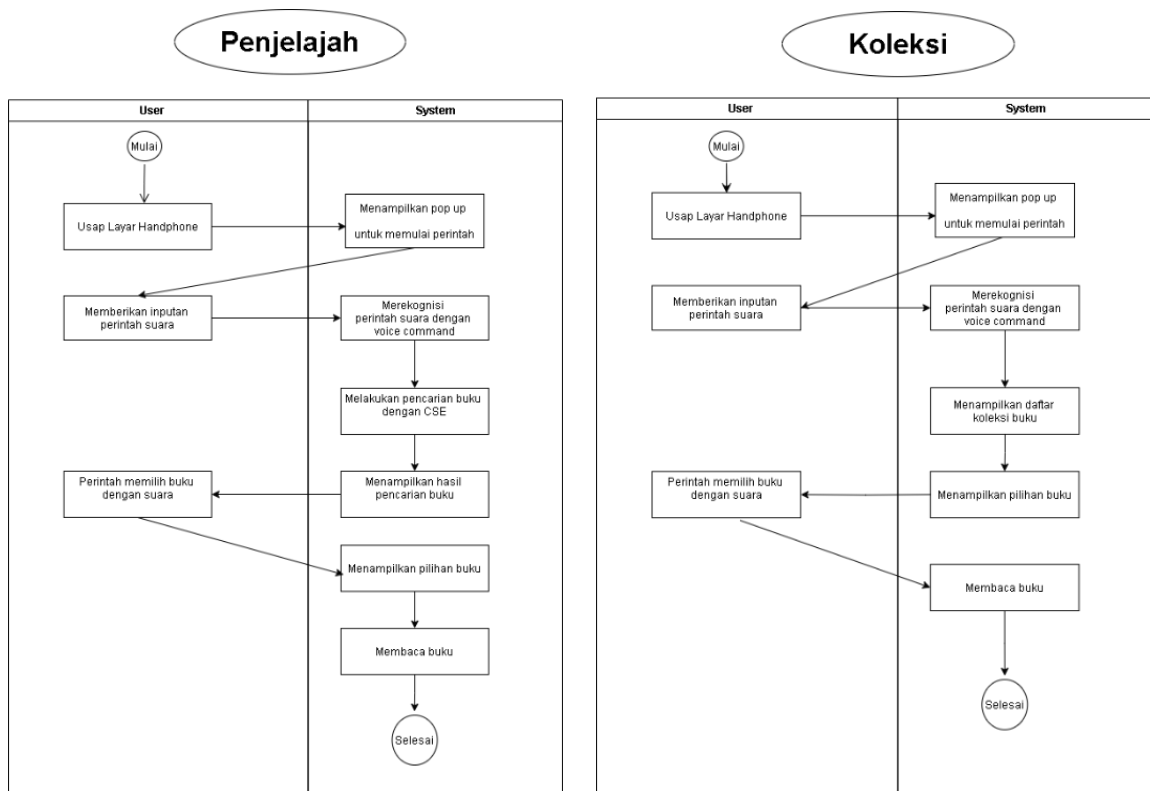 Penjelajah
User
System
Mulai
Usap Layar Handphone
Menampilkan pop up
untuk memulai perintah
Memberikan inputan
perintah suara
Merekognisi
perintah suara dengan
voice command
Melakukan pencarian buku
dengan CSE
Menampilkan hasil
pencarian buku
Perintah memilih buku
dengan suara
Menampilkan pilihan buku
Membaca buku
Selesai
Koleksi
User
System
Mulai
Usap Layar Handphone
Menampilkan pop up
untuk memulai perintah
Memberikan inputan
perintah suara
Merekognisi
perintah suara dengan
voice command
Menampilkan daftar
koleksi buku
Menampilkan pilihan buku
Perintah memilih buku
dengan suara
Membaca buku
Selesai